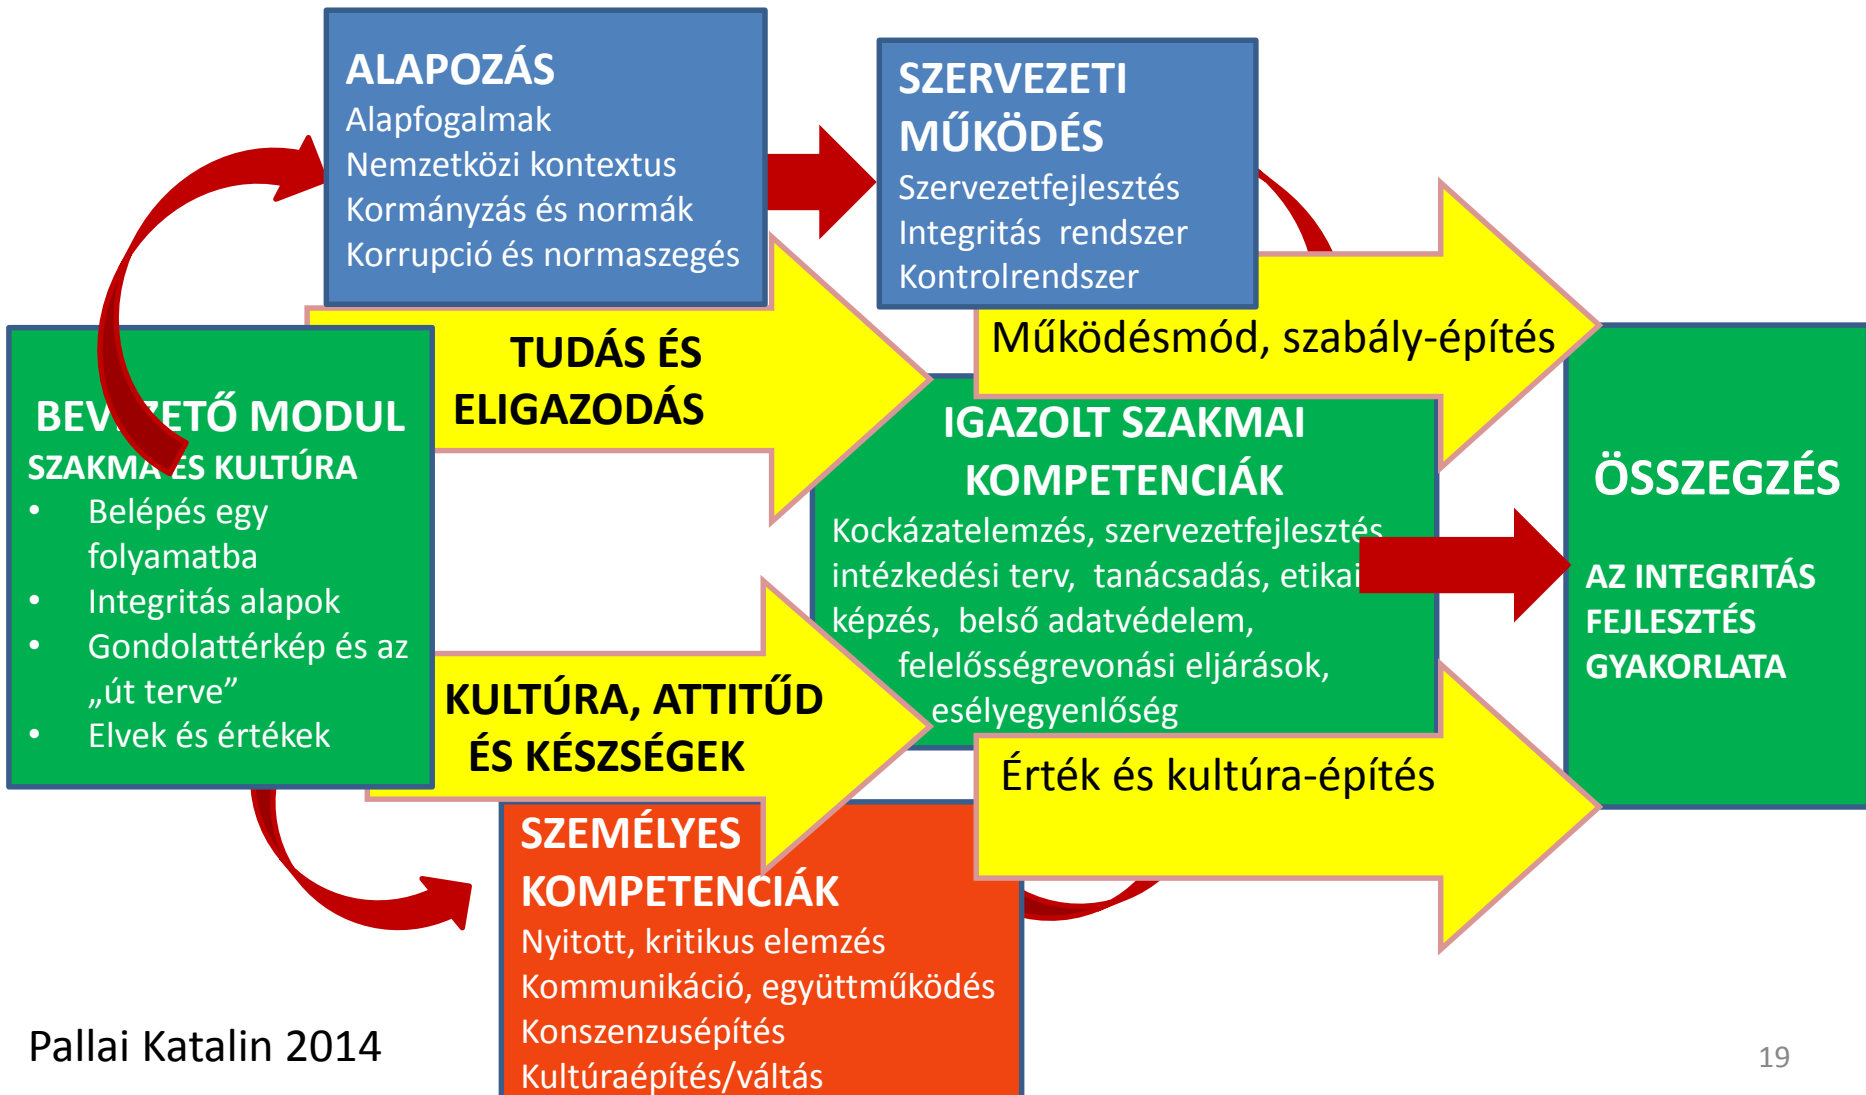 ALAPOZÁS
Alapfogalmak
Nemzetközi kontextus
Kormányzás és normák
Korrupció és normaszegés
SZERVEZETI
MŰKÖDÉS
Szervezetfejlesztés
Integritás rendszer
Kontrolrendszer
TUDÁS ÉS
ELIGAZODÁS
Működésmód, szabály-építés
BEVEZETŐ MODUL
SZAKMA ÉS KULTÚRA
• Belépés egy
folyamatba
• Integritás alapok
• Gondolattérkép és az
„út terve”
• Elvek és értékek
IGAZOLT SZAKMAI
KOMPETENCIÁK
Kockázatelemzés, szervezetfejlesztés
intézkedési terv, tanácsadás, etikai
képzés, belső adatvédelem,
felelősségrevonási eljárások,
esélyegyenlőség
ÖSSZEGZÉS
AZ INTEGRITÁS
FEJLESZTÉS
GYAKORLATA
KULTÚRA, ATTITŰD
ÉS KÉSZSÉGEK
Érték és kultúra-építés
SZEMÉLYES
KOMPETENCIÁK
Nyitott, kritikus elemzés
Kommunikáció, együttműködés
Konszenzusépítés
Kultúraépítés/váltás
Pallai Katalin 2014
19